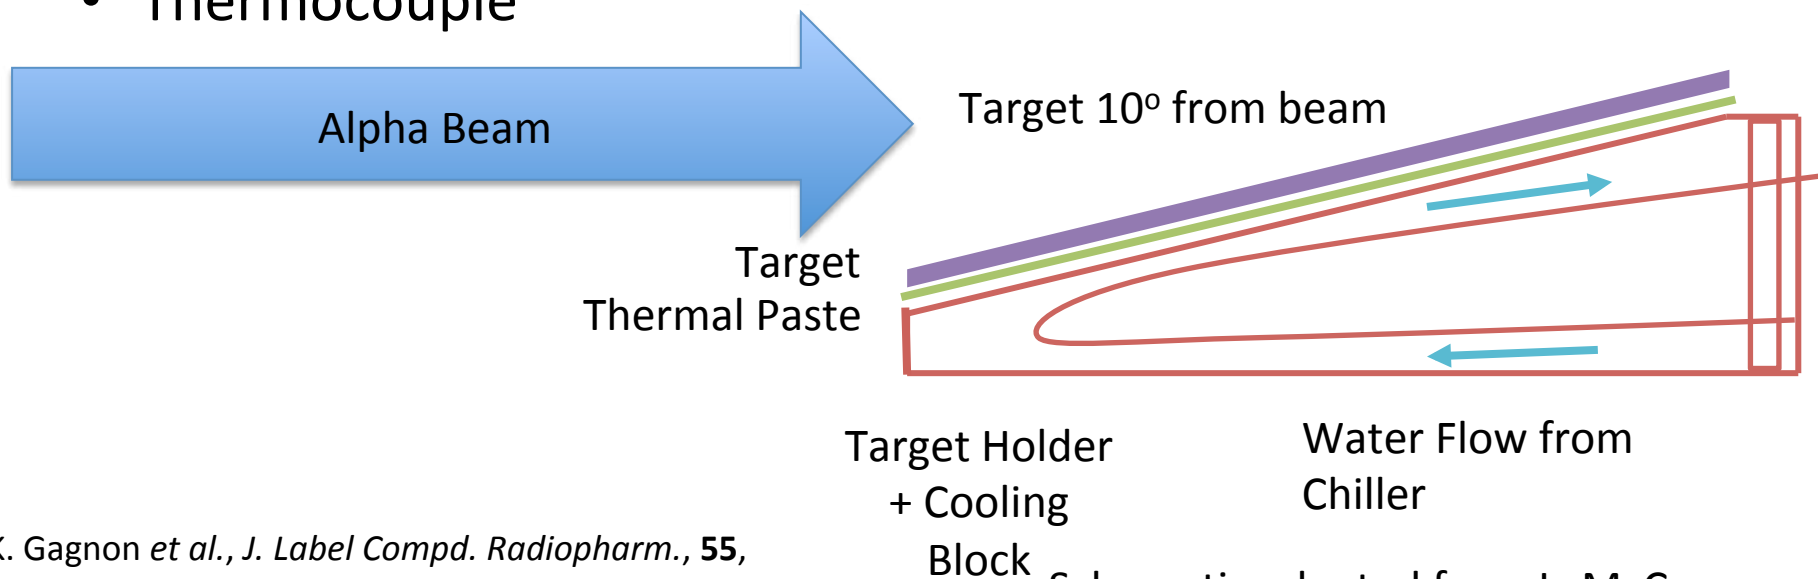 • Thermocouple
Alpha Beam
Target 10º from beam
Target
Thermal Paste
Target Holder
+ Cooling
Block
Water Flow from
Chiller
K. Gagnon et al., J. Label Compd. Radiopharm., 55,